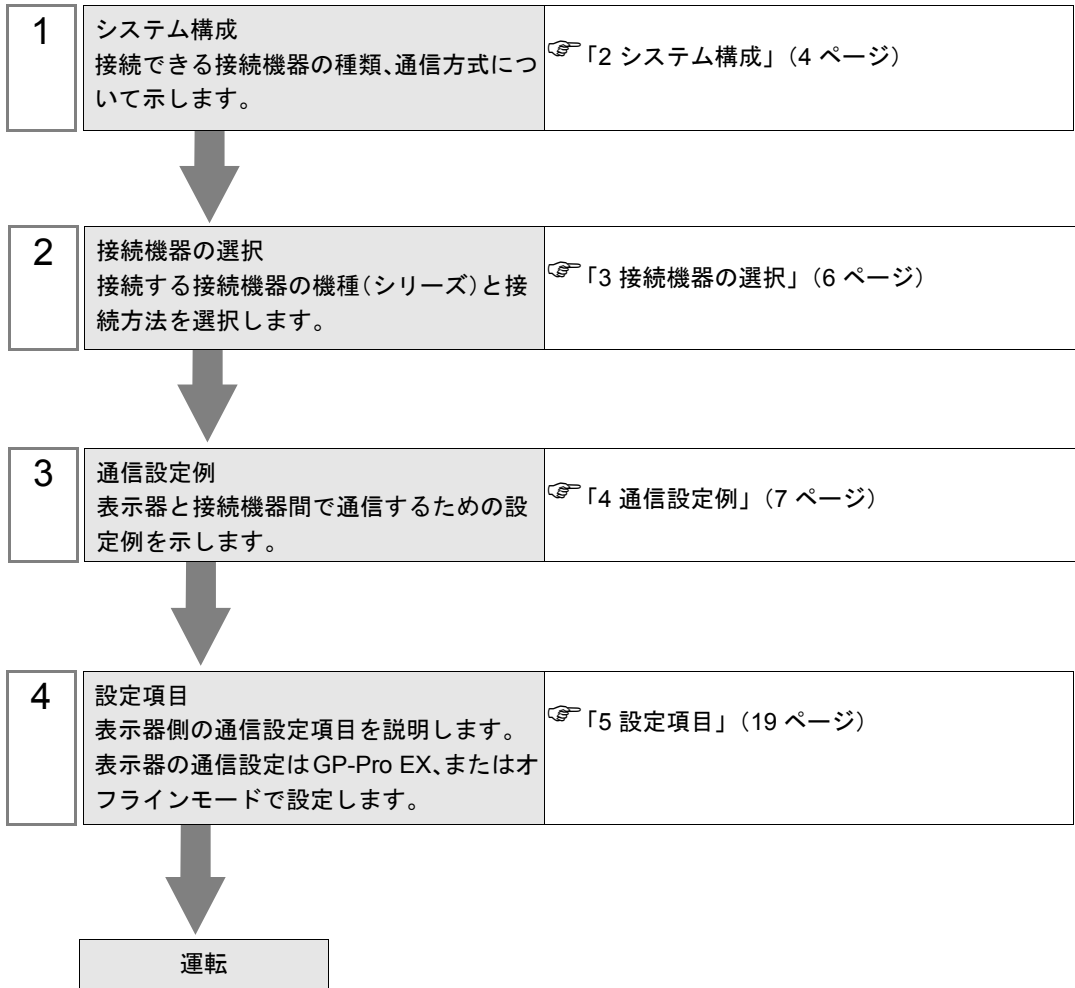 1
システム構成
接続できる接続機器の種類、通信方式につ
いて示します。
☞「2 システム構成」(4 ページ)
2
接続機器の選択
接続する接続機器の機種(シリーズ)と接
続方法を選択します。
☞「3 接続機器の選択」(6 ページ)
3
通信設定例
表示器と接続機器間で通信するための設
定例を示します。
☞「4 通信設定例」(7 ページ)
4
設定項目
表示器側の通信設定項目を説明します。
表示器の通信設定はGP-Pro EX、またはオ
フラインモードで設定します。
☞「5 設定項目」(19 ページ)
運転